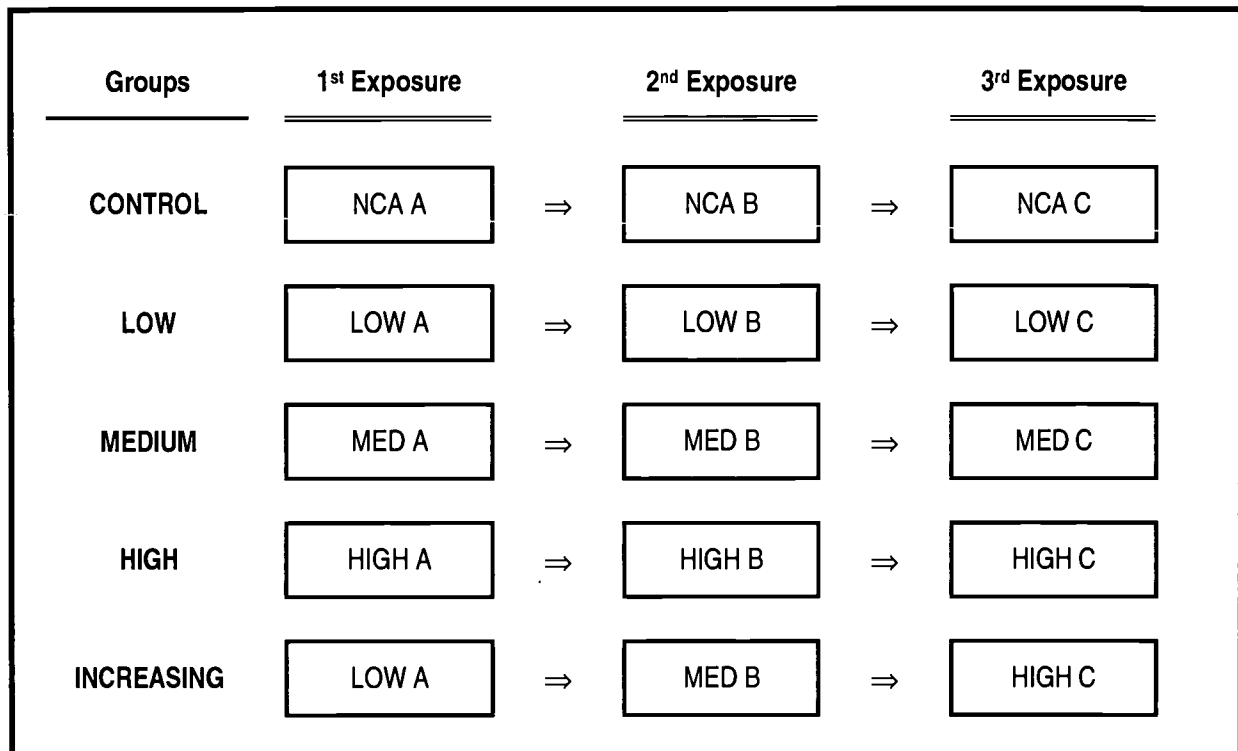 Groups 1st Exposure 2nd Exposure 3rd Exposure
CONTROL NCA A ⇒ NCA B ⇒ NCA C
LOW LOW A ⇒ LOW B ⇒ LOW C
MEDIUM MED A ⇒ MED B ⇒ MED C
HIGH HIGH A ⇒ HIGH B ⇒ HIGH C
INCREASING LOW A ⇒ MED B ⇒ HIGH C